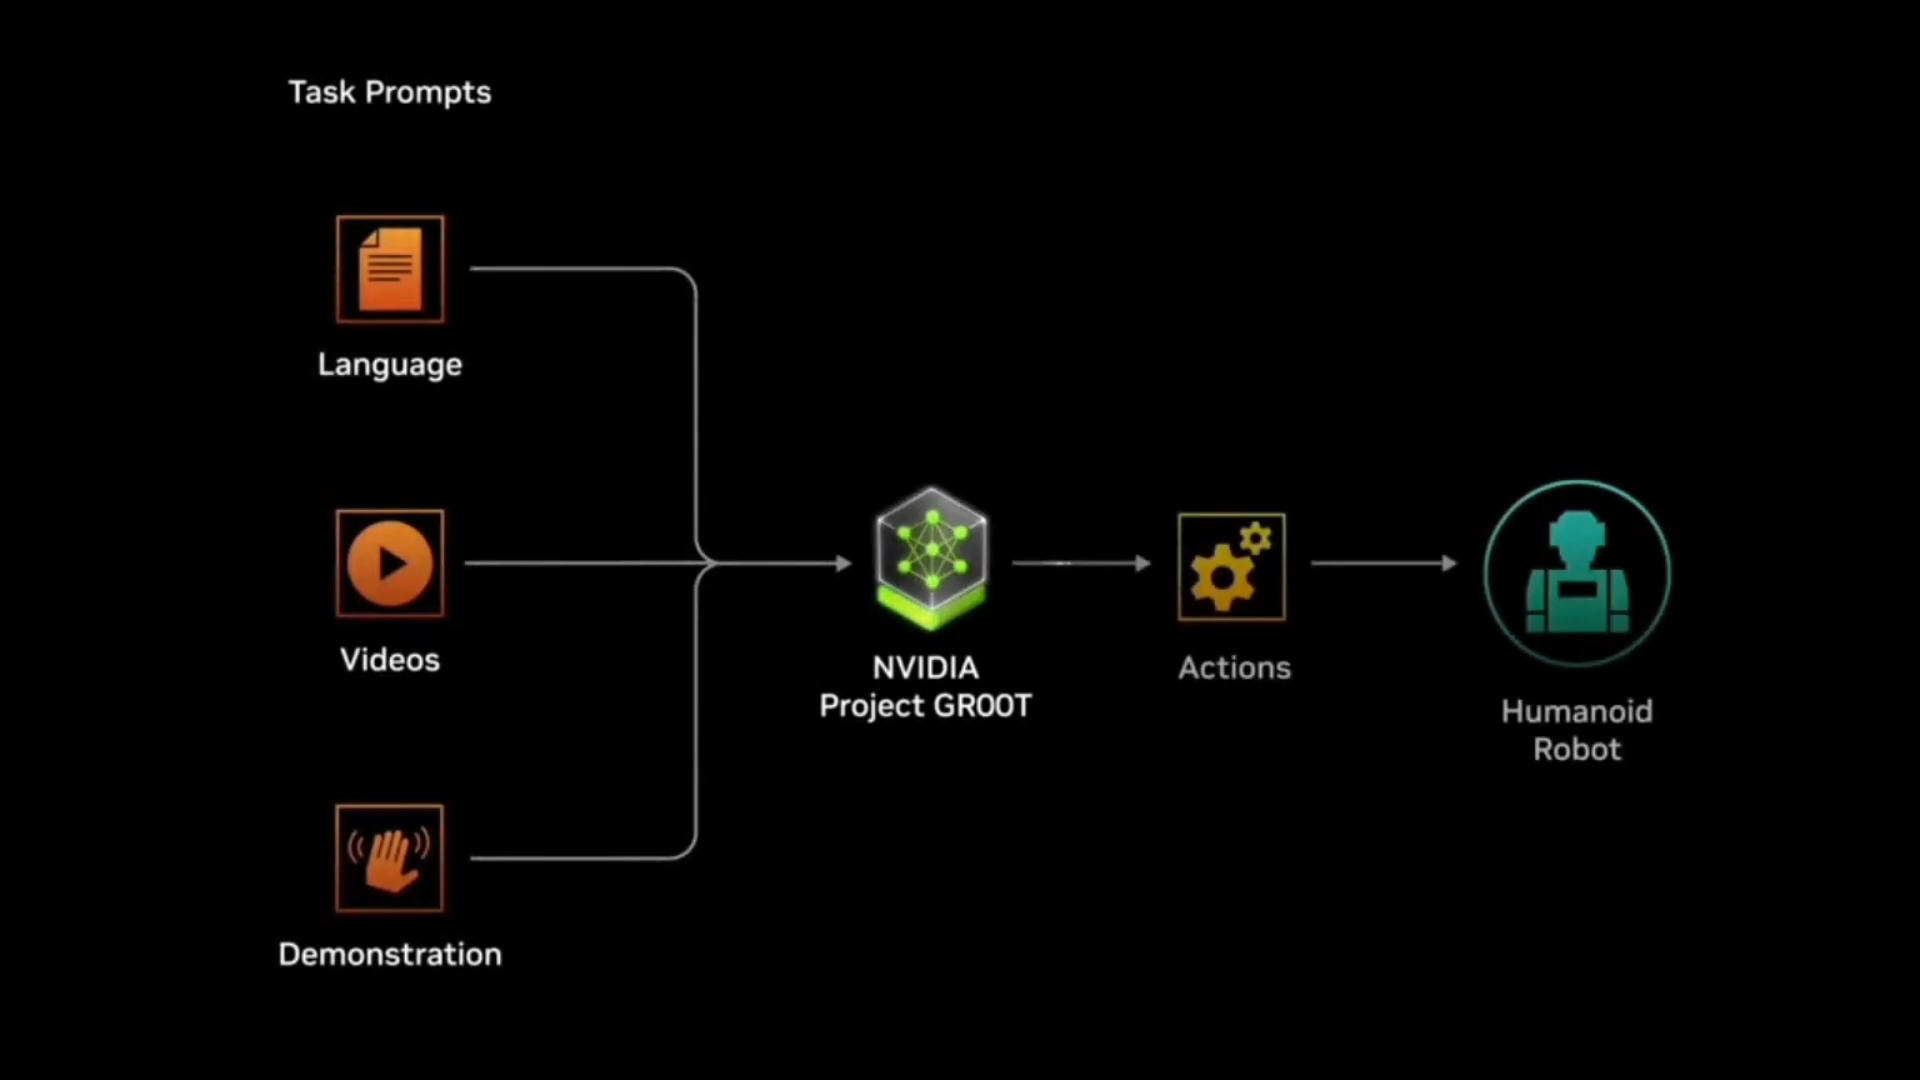 Task Prompts
Language
Videos
Demonstration
NVIDIA
Project GR00T
Actions
Humanoid
Robot